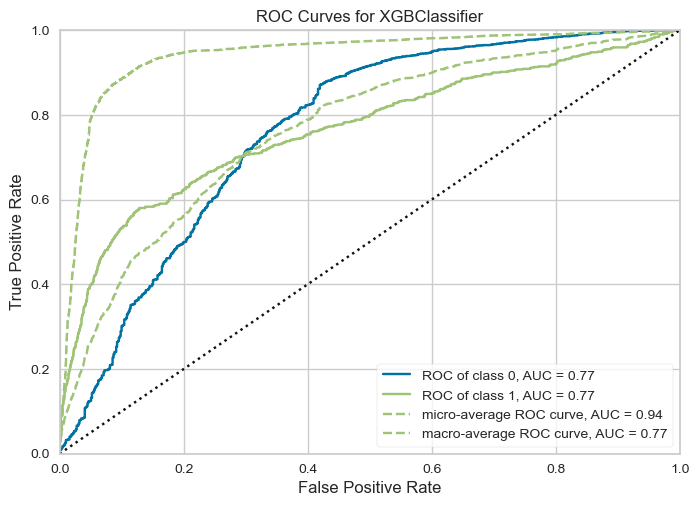 ROC Curves for XGBClassifier
1.0
0.8
0.6
0.4
0.2
0.0
True Positive Rate
ROC of class 0, AUC = 0.77
ROC of class 1, AUC = 0.77
micro-average ROC curve, AUC = 0.94
macro-average ROC curve, AUC = 0.77
0.0 0.2 0.4 0.6 0.8 1.0
False Positive Rate